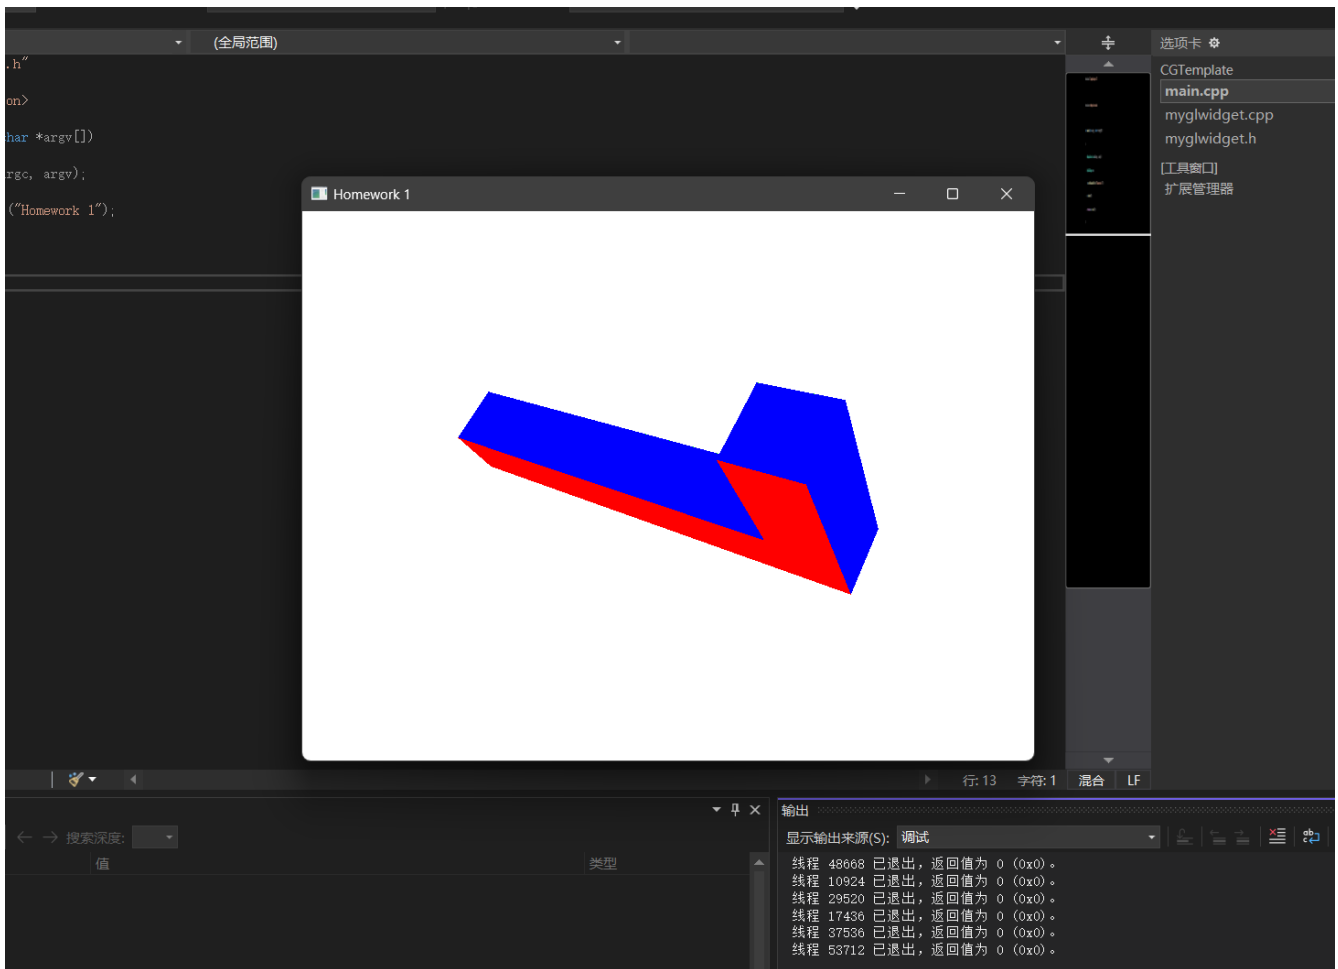 (全局范围)
选项卡
.h"
CGTemplate
on>
main.cpp
myglwidget.cpp
char *argv[])
myglwidget.h
rgc, argv);
[工具窗口]
扩展管理器
Homework 1
("Homework 1");
行: 13 字符: 1 混合 LF
输出
搜索深度:
显示输出来源(S): 调试
值 类型
线程 48668 已退出，返回值为 0 (0x0)。
线程 10924 已退出，返回值为 0 (0x0)。
线程 29520 已退出，返回值为 0 (0x0)。
线程 17436 已退出，返回值为 0 (0x0)。
线程 37536 已退出，返回值为 0 (0x0)。
线程 53712 已退出，返回值为 0 (0x0)。